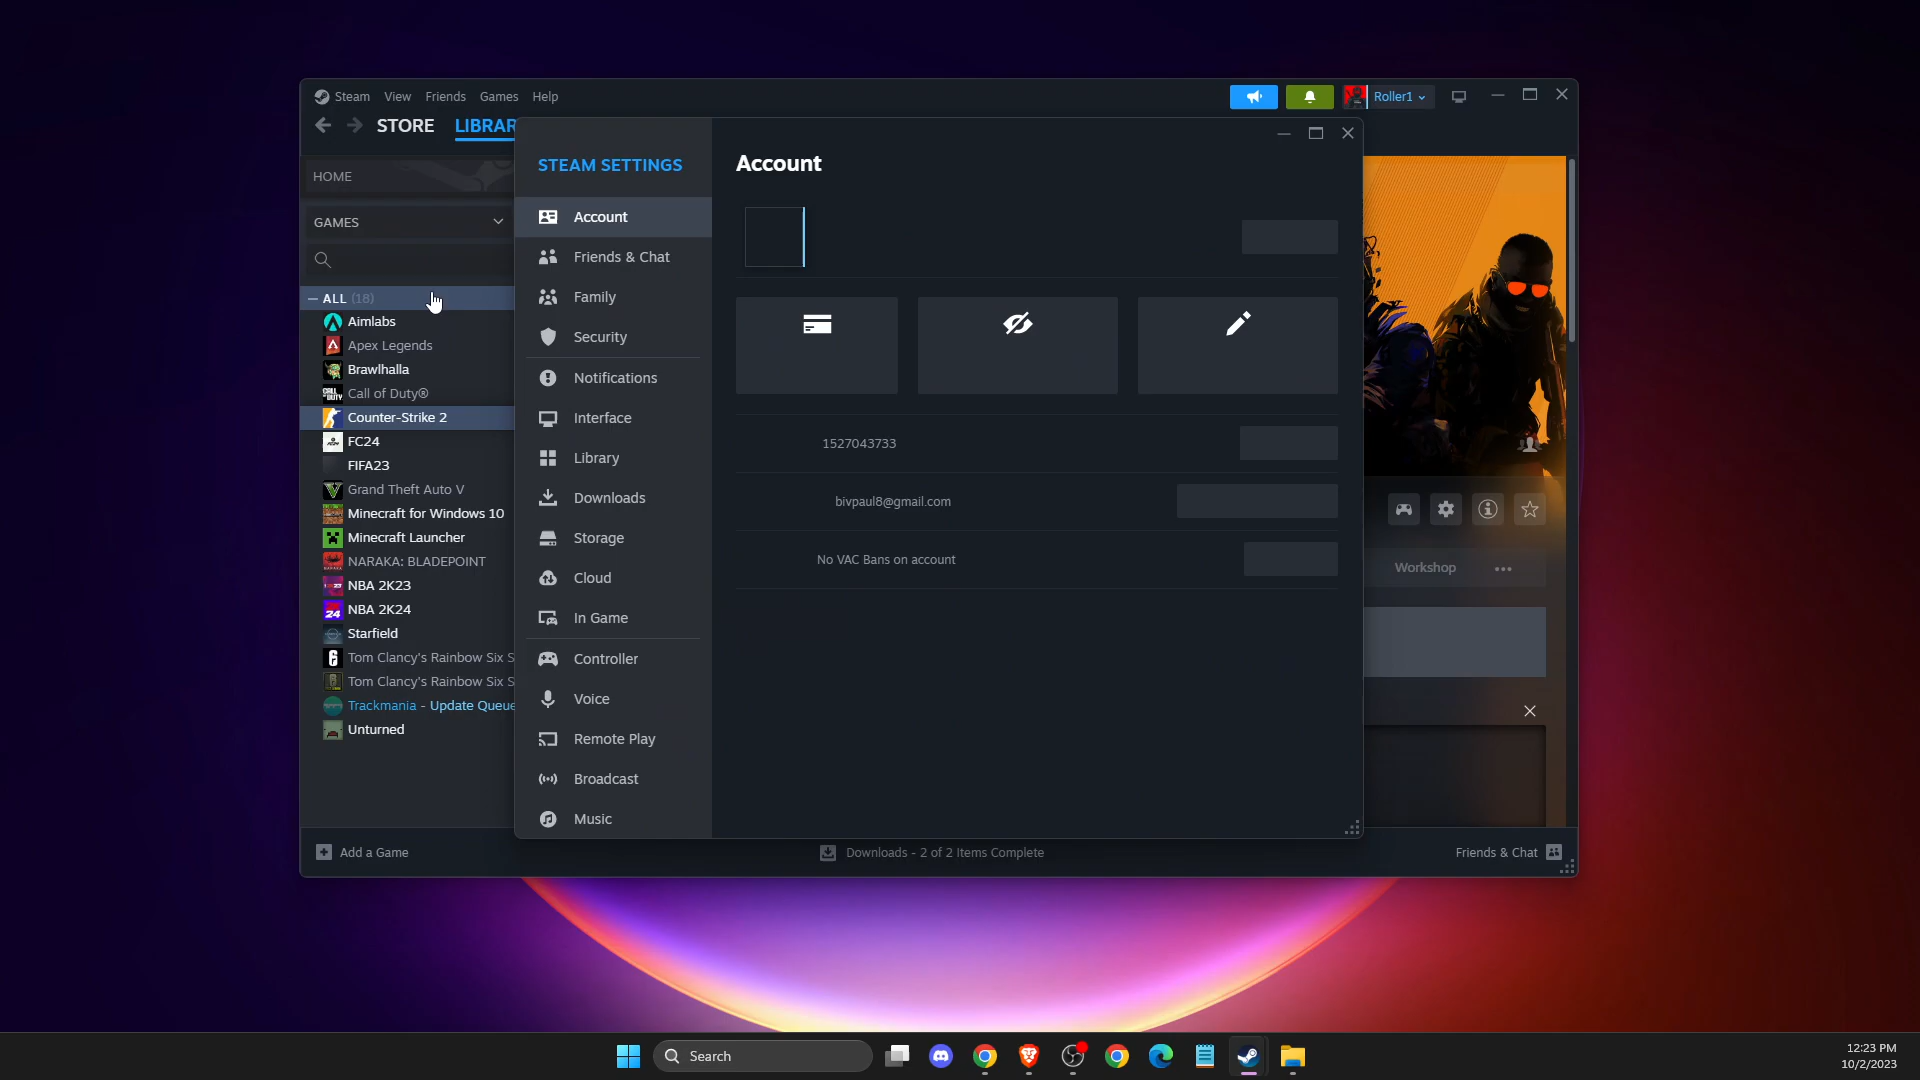 Steam View Friends Games Help
Roller1
STORE LIBRAR
HOME
GAMES
ALL (18)
Aimlabs
Apex Legends
Brawlhalla
Call of Duty®
Counter-Strike 2
FC24
FIFA23
Grand Theft Auto V
Minecraft for Windows 10
Minecraft Launcher
NARAKA: BLADEPOINT
NBA 2K23
NBA 2K24
Starfield
Tom Clancy's Rainbow Six S
Tom Clancy's Rainbow Six S
Trackmania - Update Queue
Unturned
STEAM SETTINGS
Account
Friends & Chat
Family
Security
Notifications
Interface
Library
Downloads
Storage
Cloud
In Game
Controller
Voice
Remote Play
Broadcast
Music
Account
1527043733
bivpaul8@gmail.com
No VAC Bans on account
Workshop
Add a Game
Downloads - 2 of 2 Items Complete
Friends & Chat
Search
12:23 PM
10/2/2023